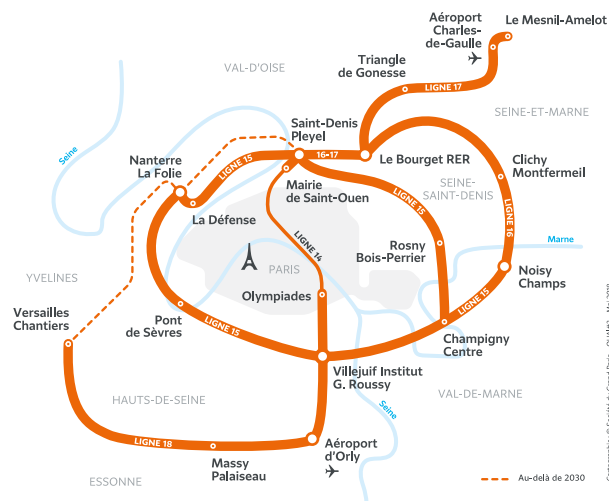 Aéroport
Charles-
de-Gaulle
Le Mesnil-Amelot
VAL-D'OISE
Triangle
de Gonesse
LIGNE 17
SEINE-ET-MARNE
Seine
Saint-Denis
Pleyel
16-17
Le Bourget RER
Nanterre
La Folie
LIGNE 15
Mairie
de Saint-Ouen
SEINE-
SAINT-DENIS
Clichy
Montfermeil
La Défense
LIGNE 15
LIGNE 16
LIGNE 14
Rosny
Bois-Perrier
Marne
PARIS
YVELINES
Noisy
Champs
Olympiades
Versailles
Chantiers
Pont
de Sèvres
LIGNE 15
LIGNE 15
Champigny
Centre
Villejuif Institut
G. Roussy
HAUTS-DE-SEINE
VAL-DE-MARNE
Seine
LIGNE 18
Massy
Palaiseau
Aéroport
d'Orly
ESSONNE
Au-delà de 2030